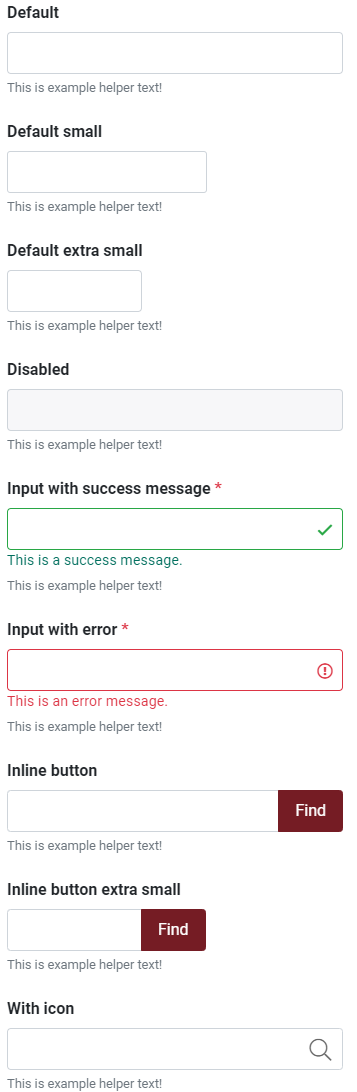 Default
This is example helper text!
Default small
This is example helper text!
Default extra small
This is example helper text!
Disabled
This is example helper text!
Input with success message *
This is a success message.
This is example helper text!
Input with error *
This is an error message.
This is example helper text!
Inline button
Find
This is example helper text!
Inline button extra small
Find
This is example helper text!
With icon
This is example helper text!